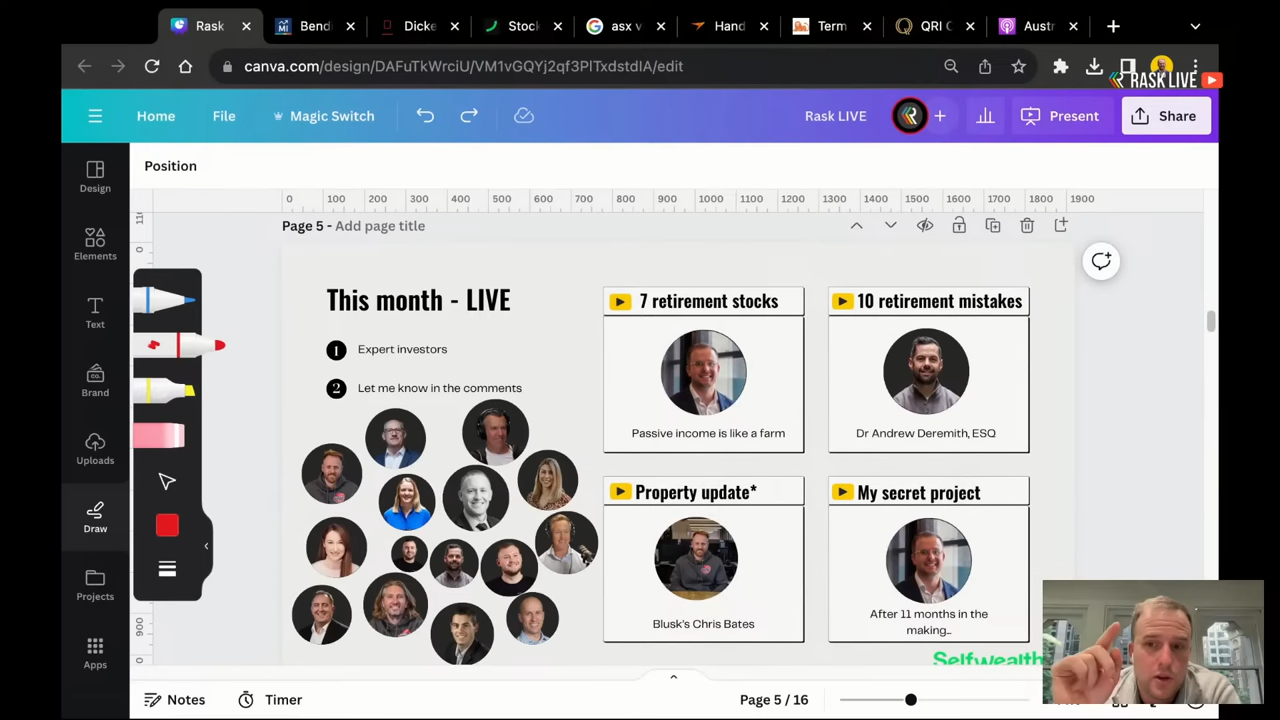 Rask
Bend
Dicke
Stock
asx v
Hand
Term
QRI C
Austr
canva.com/design/DAFuTkWrciU/VM1vGQYj2qf3PITxdstdIA/edit
RASK LIVE
Home
File
Magic Switch
Rask LIVE
Present
Share
Position
Design
Elements
Text
Brand
Uploads
Draw
Projects
Apps
0 100 200 300 400 500 600 700 800 900 1000 1100 1200 1300 1400 1500 1600 1700 1800 1900
0
900
Page 5 - Add page title
This month - LIVE
1 Expert investors
2 Let me know in the comments
7 retirement stocks
Passive income is like a farm
10 retirement mistakes
Dr Andrew Deremith, ESQ
Property update*
Blusk's Chris Bates
My secret project
After 11 months in the
making...
Selfwealth
Notes
Timer
Page 5 / 16